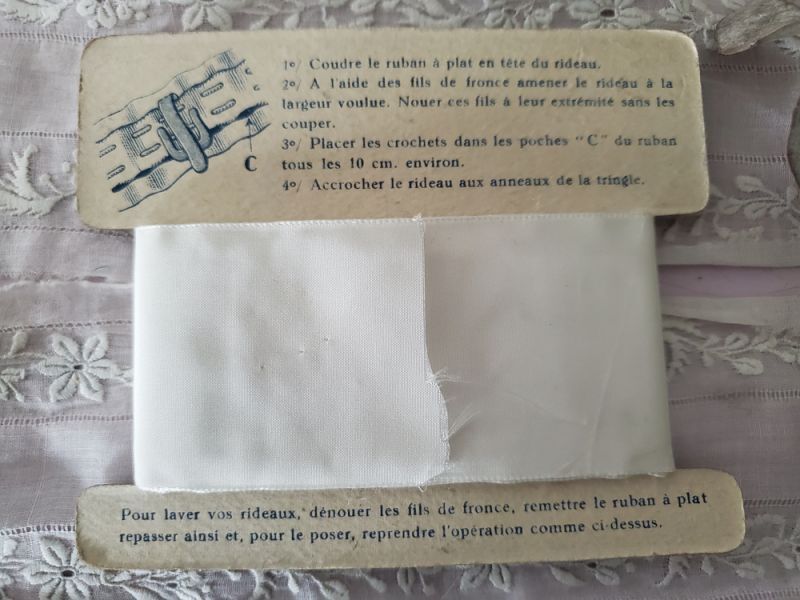 1º/ Coudre le ruban à plat en tête du rideau.
2º/ A l'aide des fils de fronce amener le rideau à la
largeur voulue. Nouer ces fils à leur extrémité sans les
couper.
3º/ Placer les crochets dans les poches "C" du ruban
tous les 10 cm. environ.
4º/ Accrocher le rideau aux anneaux de la tringle.
C
Pour laver vos rideaux, dénouer les fils de fronce, remettre le ruban à plat
repasser ainsi et, pour le poser, reprendre l'opération comme ci-dessus.